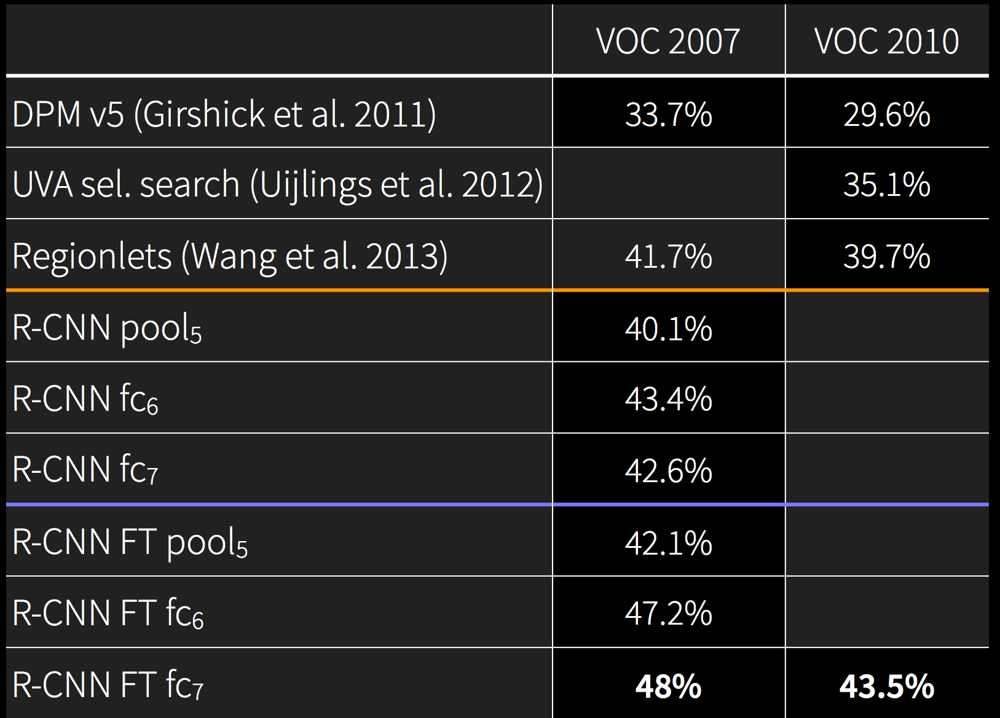 VOC 2007 VOC 2010
DPM v5 (Girshick et al. 2011) 33.7% 29.6%
UVA sel. search (Uijlings et al. 2012) 35.1%
Regionlets (Wang et al. 2013) 41.7% 39.7%
R-CNN pool₅ 40.1%
R-CNN fc₆ 43.4%
R-CNN fc₇ 42.6%
R-CNN FT pool₅ 42.1%
R-CNN FT fc₆ 47.2%
R-CNN FT fc₇ 48% 43.5%